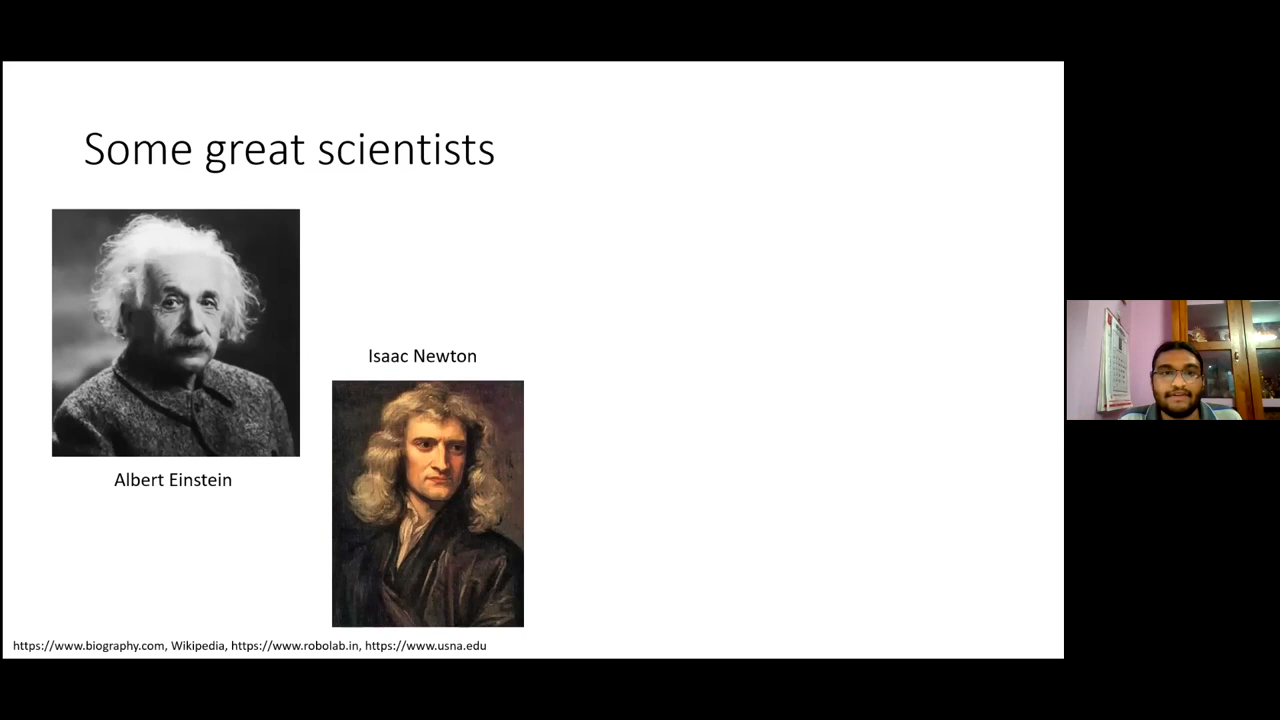 Some great scientists
Isaac Newton
Albert Einstein
https://www.biography.com, Wikipedia, https://www.robolab.in, https://www.usna.edu